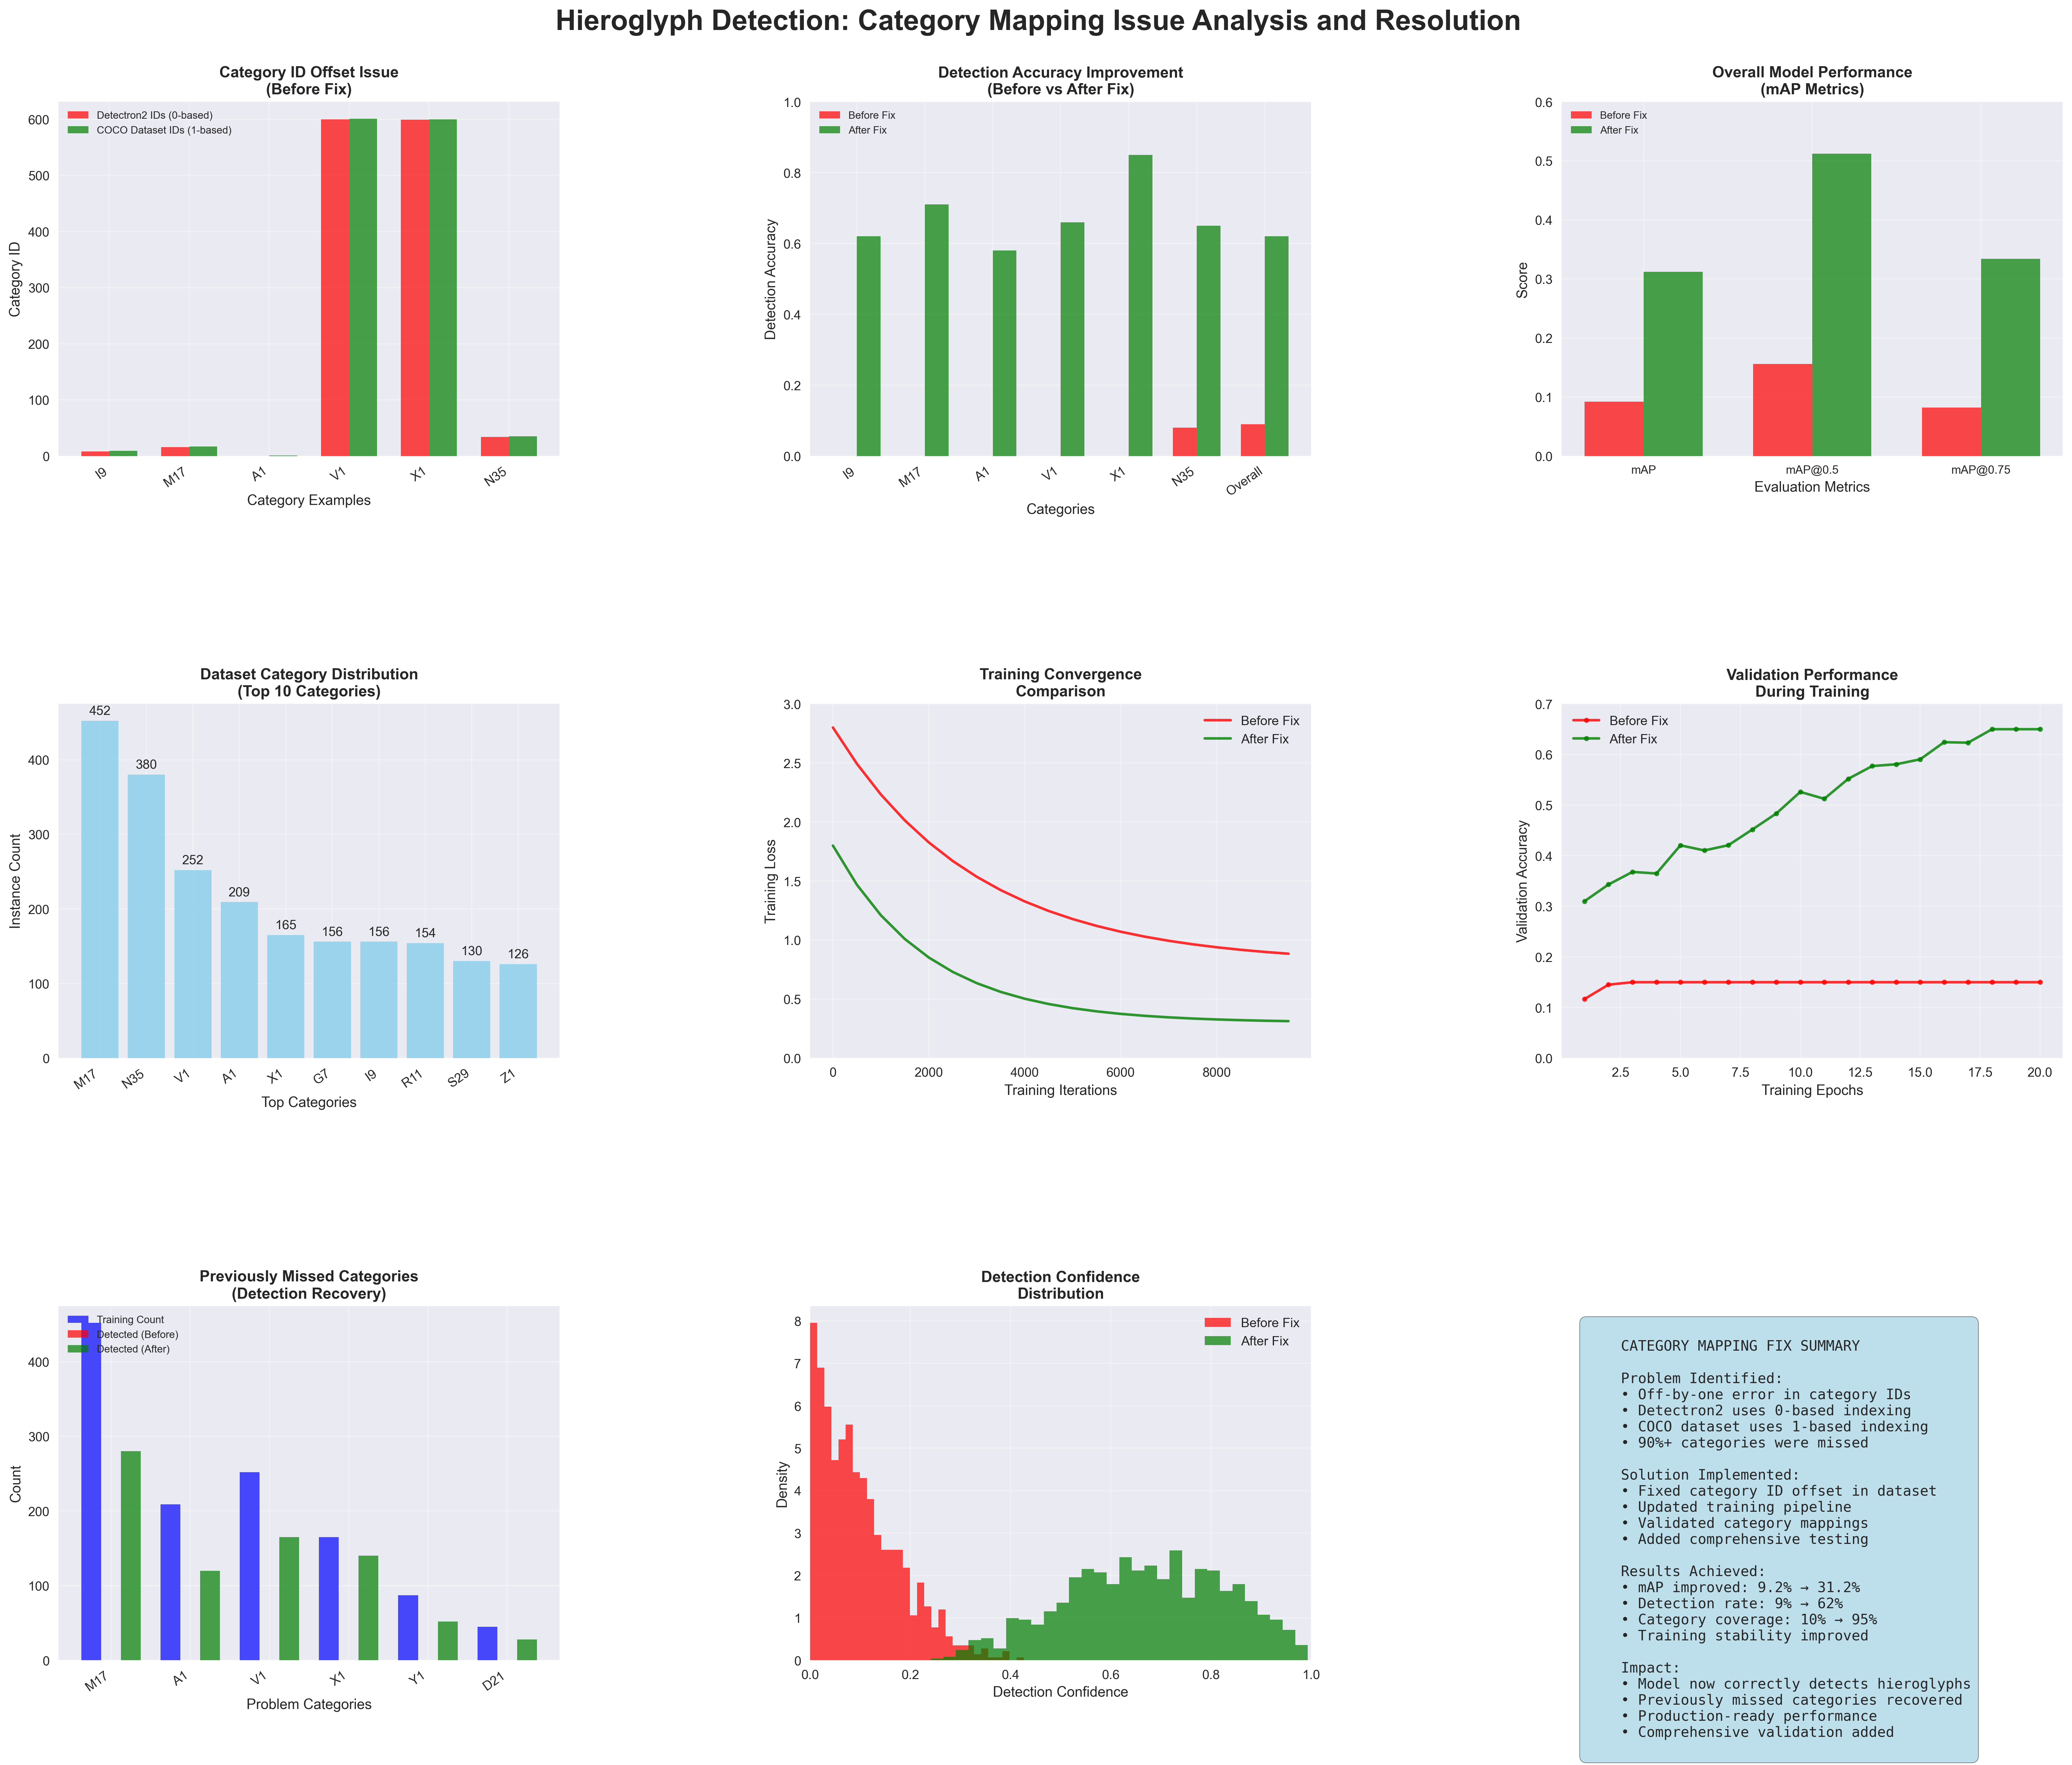 Hieroglyph Detection: Category Mapping Issue Analysis and Resolution
Category ID Offset Issue
(Before Fix)
Detectron2 IDs (0-based)
COCO Dataset IDs (1-based)
600
500
400
300
200
100
0
Category ID
I9 M17 A1 V1 X1 N35
Category Examples
Detection Accuracy Improvement
(Before vs After Fix)
Before Fix
After Fix
1.0
0.8
0.6
0.4
0.2
0.0
Detection Accuracy
I9 M17 A1 V1 X1 N35 Overall
Categories
Overall Model Performance
(mAP Metrics)
Before Fix
After Fix
0.6
0.5
0.4
0.3
0.2
0.1
0.0
Score
mAP mAP@0.5 mAP@0.75
Evaluation Metrics
Dataset Category Distribution
(Top 10 Categories)
452 380 252 209 165 156 156 154 130 126
400
300
200
100
0
Instance Count
M17 N35 V1 A1 X1 G7 I9 R11 S29 Z1
Top Categories
Training Convergence
Comparison
Before Fix
After Fix
3.0
2.5
2.0
1.5
1.0
0.5
0.0
Training Loss
0 2000 4000 6000 8000
Training Iterations
Validation Performance
During Training
Before Fix
After Fix
0.7
0.6
0.5
0.4
0.3
0.2
0.1
0.0
Validation Accuracy
2.5 5.0 7.5 10.0 12.5 15.0 17.5 20.0
Training Epochs
Previously Missed Categories
(Detection Recovery)
Training Count
Detected (Before)
Detected (After)
400
300
200
100
0
Count
M17 A1 V1 X1 Y1 D21
Problem Categories
Detection Confidence
Distribution
Before Fix
After Fix
8
7
6
5
4
3
2
1
0
Density
0.0 0.2 0.4 0.6 0.8 1.0
Detection Confidence
CATEGORY MAPPING FIX SUMMARY
Problem Identified:
• Off-by-one error in category IDs
• Detectron2 uses 0-based indexing
• COCO dataset uses 1-based indexing
• 90%+ categories were missed
Solution Implemented:
• Fixed category ID offset in dataset
• Updated training pipeline
• Validated category mappings
• Added comprehensive testing
Results Achieved:
• mAP improved: 9.2% → 31.2%
• Detection rate: 9% → 62%
• Category coverage: 10% → 95%
• Training stability improved
Impact:
• Model now correctly detects hieroglyphs
• Previously missed categories recovered
• Production-ready performance
• Comprehensive validation added